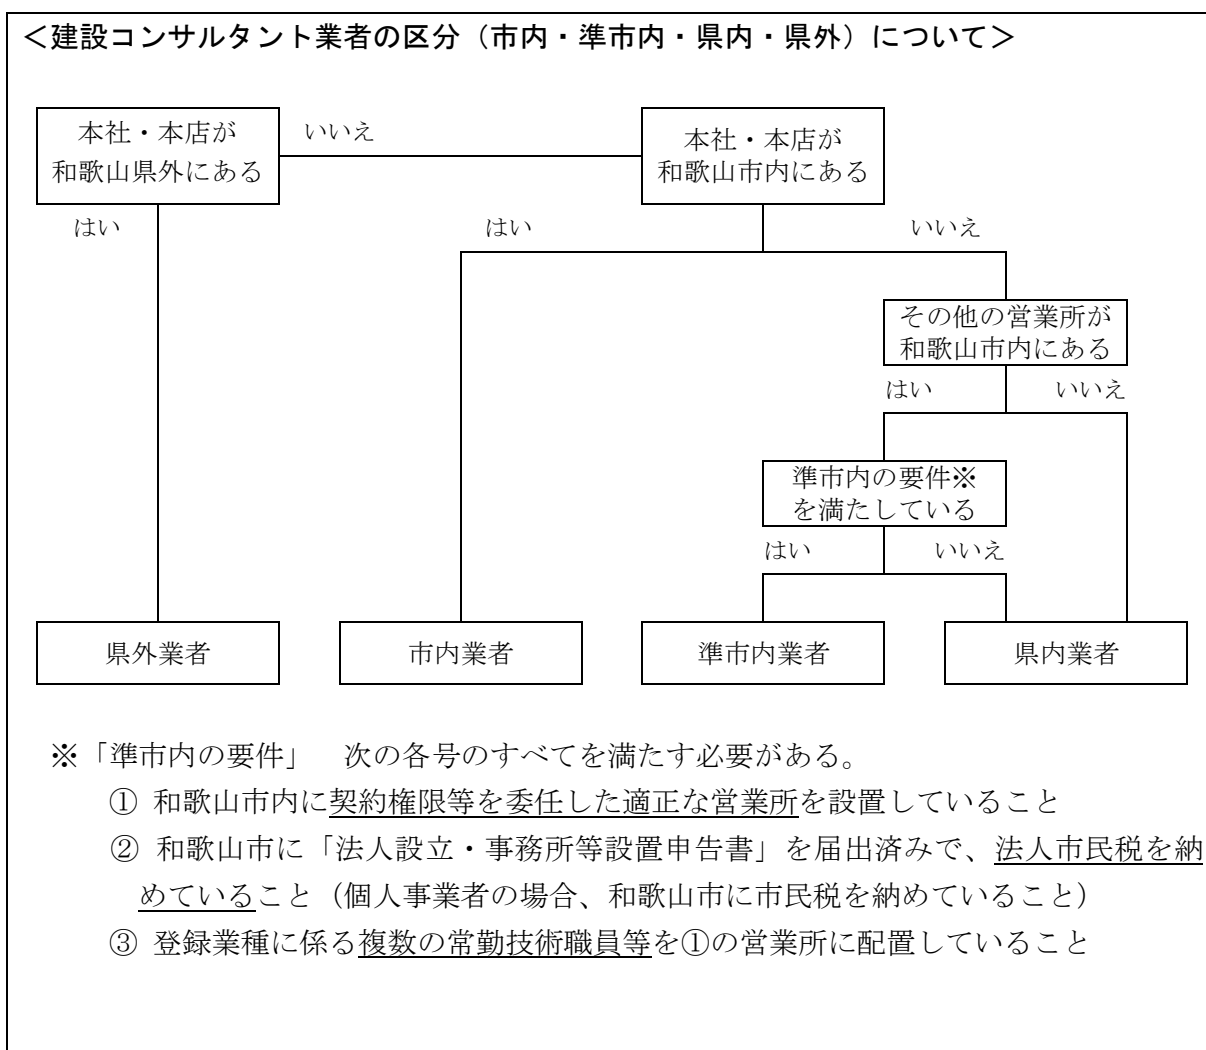 ＜建設コンサルタント業者の区分（市内・準市内・県内・県外）について＞
本社・本店が
和歌山県外にある
いいえ
本社・本店が
和歌山市内にある
はい
はい
いいえ
その他の営業所が
和歌山市内にある
はい
いいえ
準市内の要件※
を満たしている
はい
いいえ
県外業者
市内業者
準市内業者
県内業者
※「準市内の要件」　次の各号のすべてを満たす必要がある。
① 和歌山市内に契約権限等を委任した適正な営業所を設置していること
② 和歌山市に「法人設立・事務所等設置申告書」を届出済みで、法人市民税を納
めていること（個人事業者の場合、和歌山市に市民税を納めていること）
③ 登録業種に係る複数の常勤技術職員等を①の営業所に配置していること